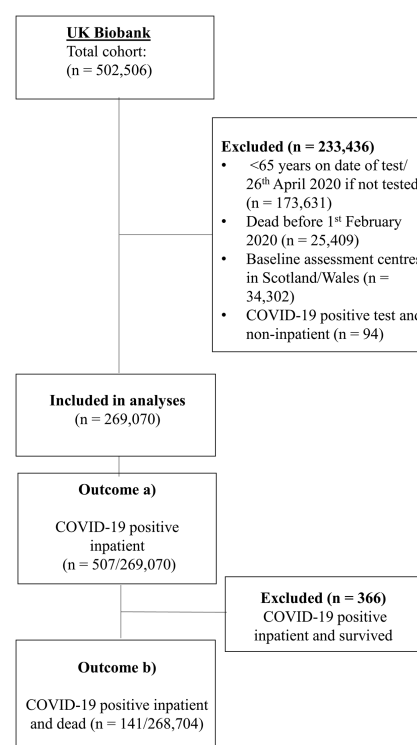 UK Biobank
Total cohort:
(n = 502,506)
Excluded (n = 233,436)
• <65 years on date of test/
26th April 2020 if not tested
(n = 173,631)
• Dead before 1st February
2020 (n = 25,409)
• Baseline assessment centres
in Scotland/Wales (n =
34,302)
• COVID-19 positive test and
non-inpatient (n = 94)
Included in analyses
(n = 269,070)
Outcome a)
COVID-19 positive
inpatient
(n = 507/269,070)
Excluded (n = 366)
COVID-19 positive
inpatient and survived
Outcome b)
COVID-19 positive inpatient
and dead (n = 141/268,704)